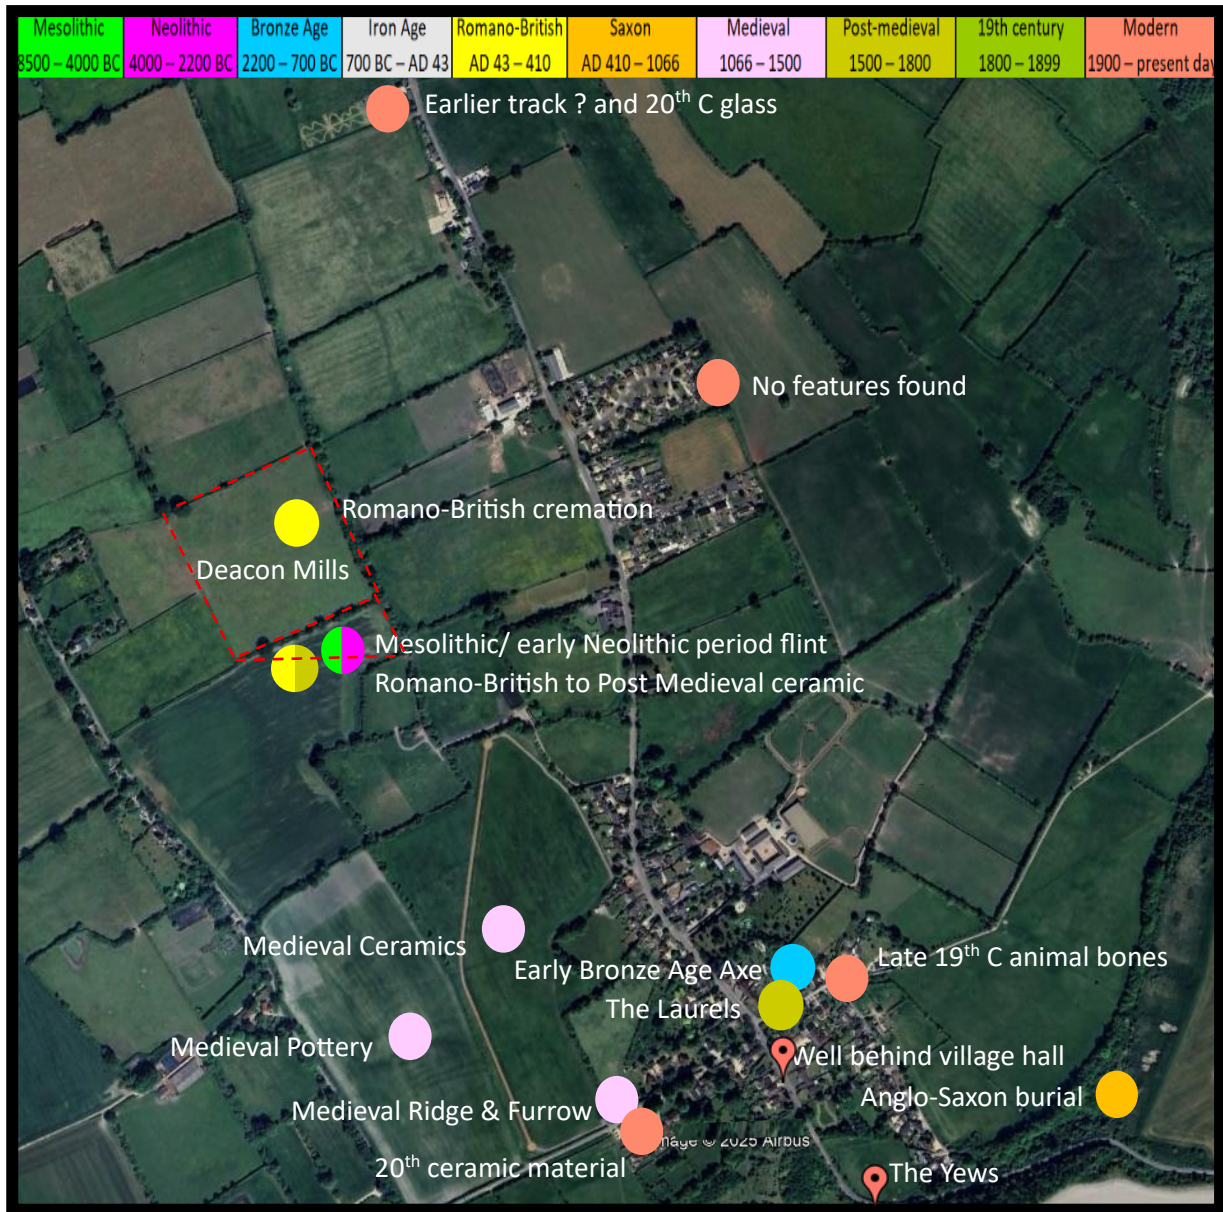 Mesolithic Neolithic Bronze Age Iron Age Romano-British Saxon Medieval Post-medieval 19th century Modern
8500 – 4000 BC 4000 – 2200 BC 2200 – 700 BC 700 BC – AD 43 AD 43 – 410 AD 410 – 1066 1066 – 1500 1500 – 1800 1800 – 1899 1900 – present day
Earlier track ? and 20th C glass
No features found
Romano-British cremation
Deacon Mills
Mesolithic/ early Neolithic period flint
Romano-British to Post Medieval ceramic
Medieval Ceramics
Early Bronze Age Axe
Late 19th C animal bones
The Laurels
Medieval Pottery
Well behind village hall
Anglo-Saxon burial
Medieval Ridge & Furrow
20th ceramic material
Image © 2025 Airbus
The Yews